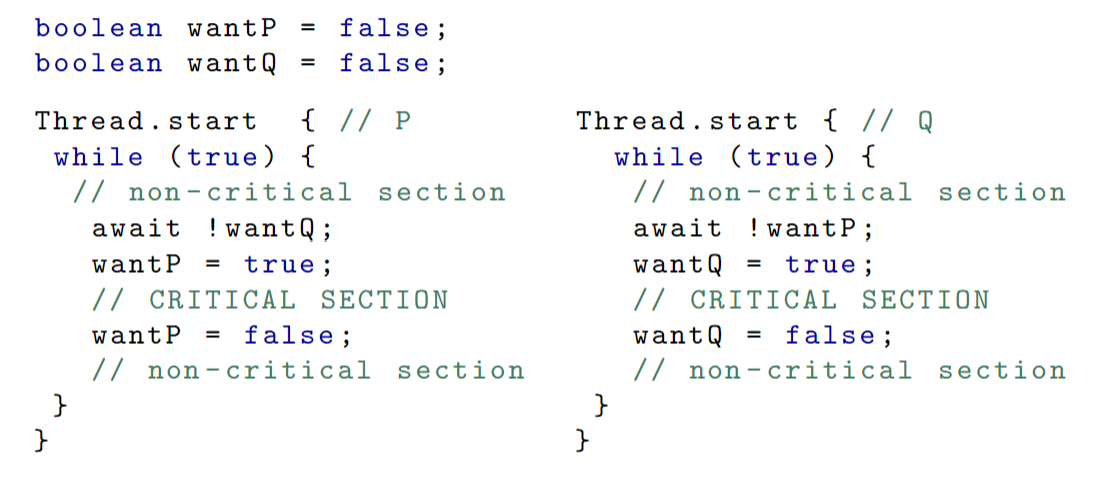 boolean wantP = false;
boolean wantQ = false;
Thread.start { // P
while (true) {
// non-critical section
await !wantQ;
wantP = true;
// CRITICAL SECTION
wantP = false;
// non-critical section
}
}
Thread.start { // Q
while (true) {
// non-critical section
await !wantP;
wantQ = true;
// CRITICAL SECTION
wantQ = false;
// non-critical section
}
}